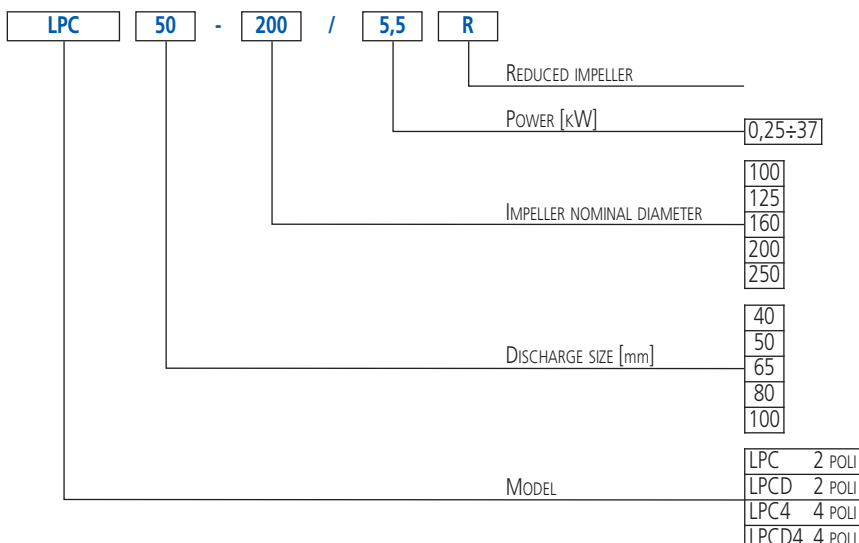 LPC 50 - 200 / 5,5 R
REDUCED IMPELLER
POWER [KW]
0,25÷37
100
125
IMPELLER NOMINAL DIAMETER
160
200
250
40
50
DISCHARGE SIZE [mm]
65
80
100
LPC 2 POLI
MODEL
LPCD 2 POLI
LPC4 4 POLI
LPCD4 4 POLI